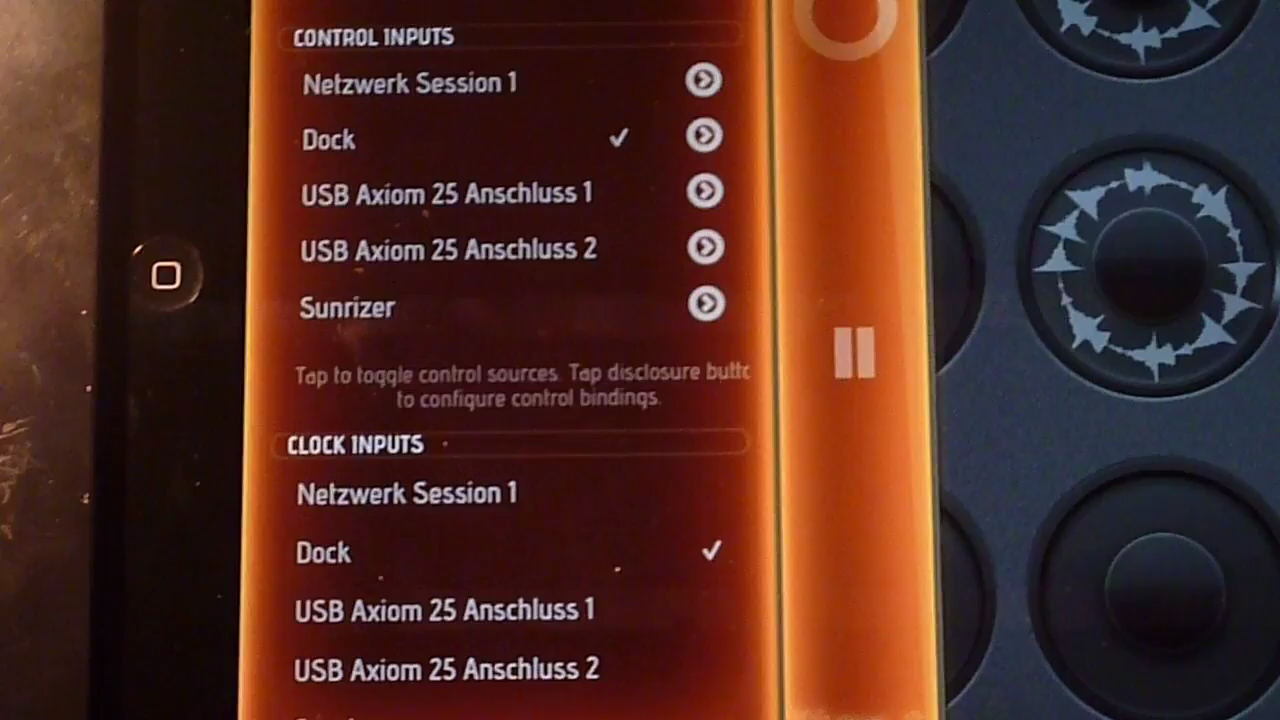 CONTROL INPUTS
Netzwerk Session 1
Dock
USB Axiom 25 Anschluss 1
USB Axiom 25 Anschluss 2
Sunrizer
Tap to toggle control sources. Tap disclosure butto
to configure control bindings.
CLOCK INPUTS
Netzwerk Session 1
Dock
USB Axiom 25 Anschluss 1
USB Axiom 25 Anschluss 2